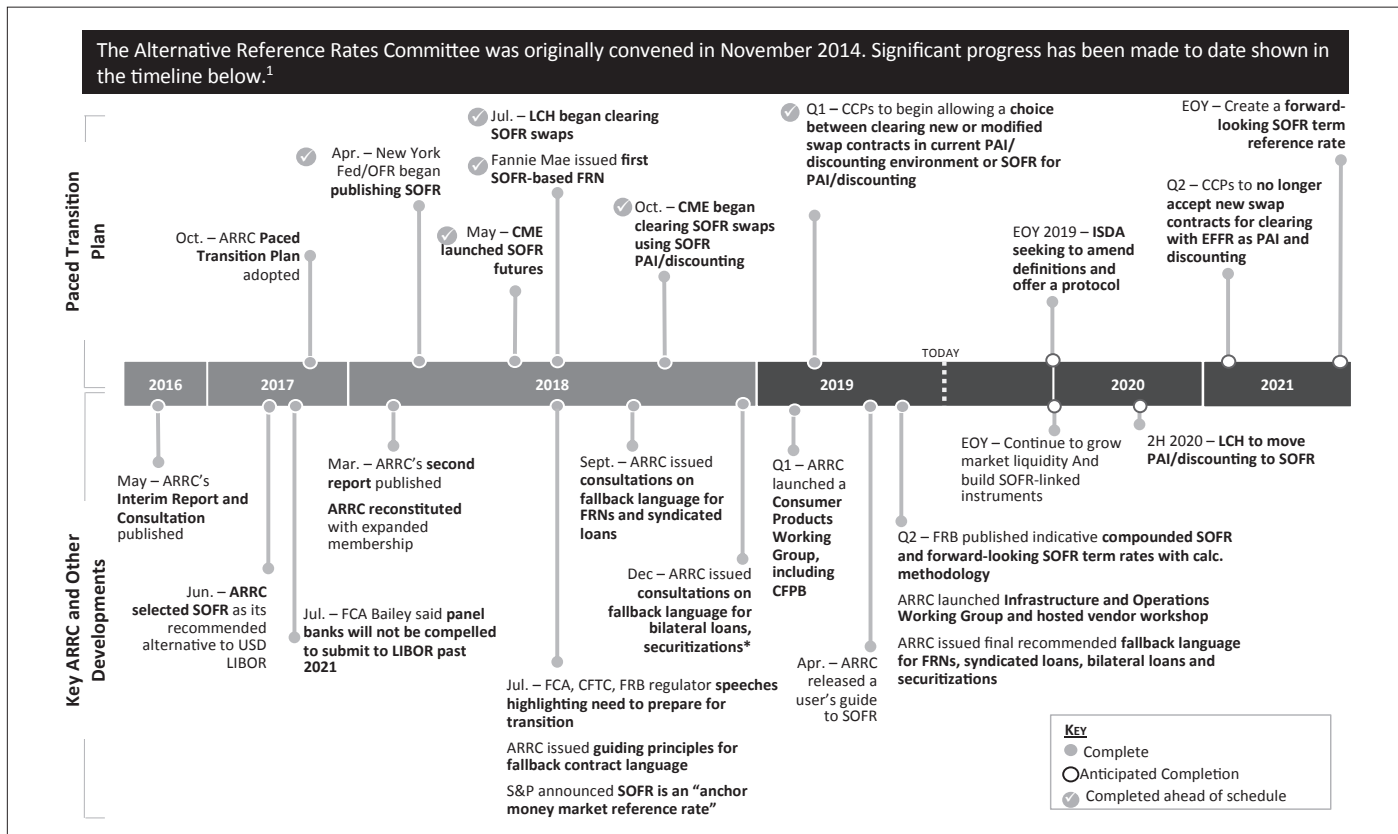 The Alternative Reference Rates Committee was originally convened in November 2014. Significant progress has been made to date shown in
the timeline below.1
Paced Transition
Plan
Oct. – ARRC Paced
Transition Plan
adopted
Apr. – New York
Fed/OFR began
publishing SOFR
Jul. – LCH began clearing
SOFR swaps
Fannie Mae issued first
SOFR-based FRN
May – CME
launched SOFR
futures
Oct. – CME began
clearing SOFR swaps
using SOFR
PAI/discounting
Q1 – CCPs to begin allowing a choice
between clearing new or modified
swap contracts in current PAI/
discounting environment or SOFR for
PAI/discounting
EOY 2019 – ISDA
seeking to amend
definitions and
offer a protocol
Q2 – CCPs to no longer
accept new swap
contracts for clearing
with EFFR as PAI and
discounting
EOY – Create a forward-
looking SOFR term
reference rate
TODAY
2016
2017
2018
2019
2020
2021
Key ARRC and Other
Developments
May – ARRC’s
Interim Report and
Consultation
published
Jun. – ARRC
selected SOFR as its
recommended
alternative to USD
LIBOR
Jul. – FCA Bailey said panel
banks will not be compelled
to submit to LIBOR past
2021
Mar. – ARRC’s second
report published
ARRC reconstituted
with expanded
membership
Jul. – FCA, CFTC, FRB regulator speeches
highlighting need to prepare for
transition
ARRC issued guiding principles for
fallback contract language
S&P announced SOFR is an “anchor
money market reference rate”
Sept. – ARRC issued
consultations on
fallback language for
FRNs and syndicated
loans
Dec – ARRC issued
consultations on
fallback language for
bilateral loans,
securitizations*
Q1 – ARRC
launched a
Consumer
Products
Working
Group,
including
CFPB
Apr. – ARRC
released a
user’s guide
to SOFR
Q2 – FRB published indicative compounded SOFR
and forward-looking SOFR term rates with calc.
methodology
ARRC launched Infrastructure and Operations
Working Group and hosted vendor workshop
ARRC issued final recommended fallback language
for FRNs, syndicated loans, bilateral loans and
securitizations
EOY – Continue to grow
market liquidity And
build SOFR-linked
instruments
2H 2020 – LCH to move
PAI/discounting to SOFR
KEY
Complete
Anticipated Completion
Completed ahead of schedule